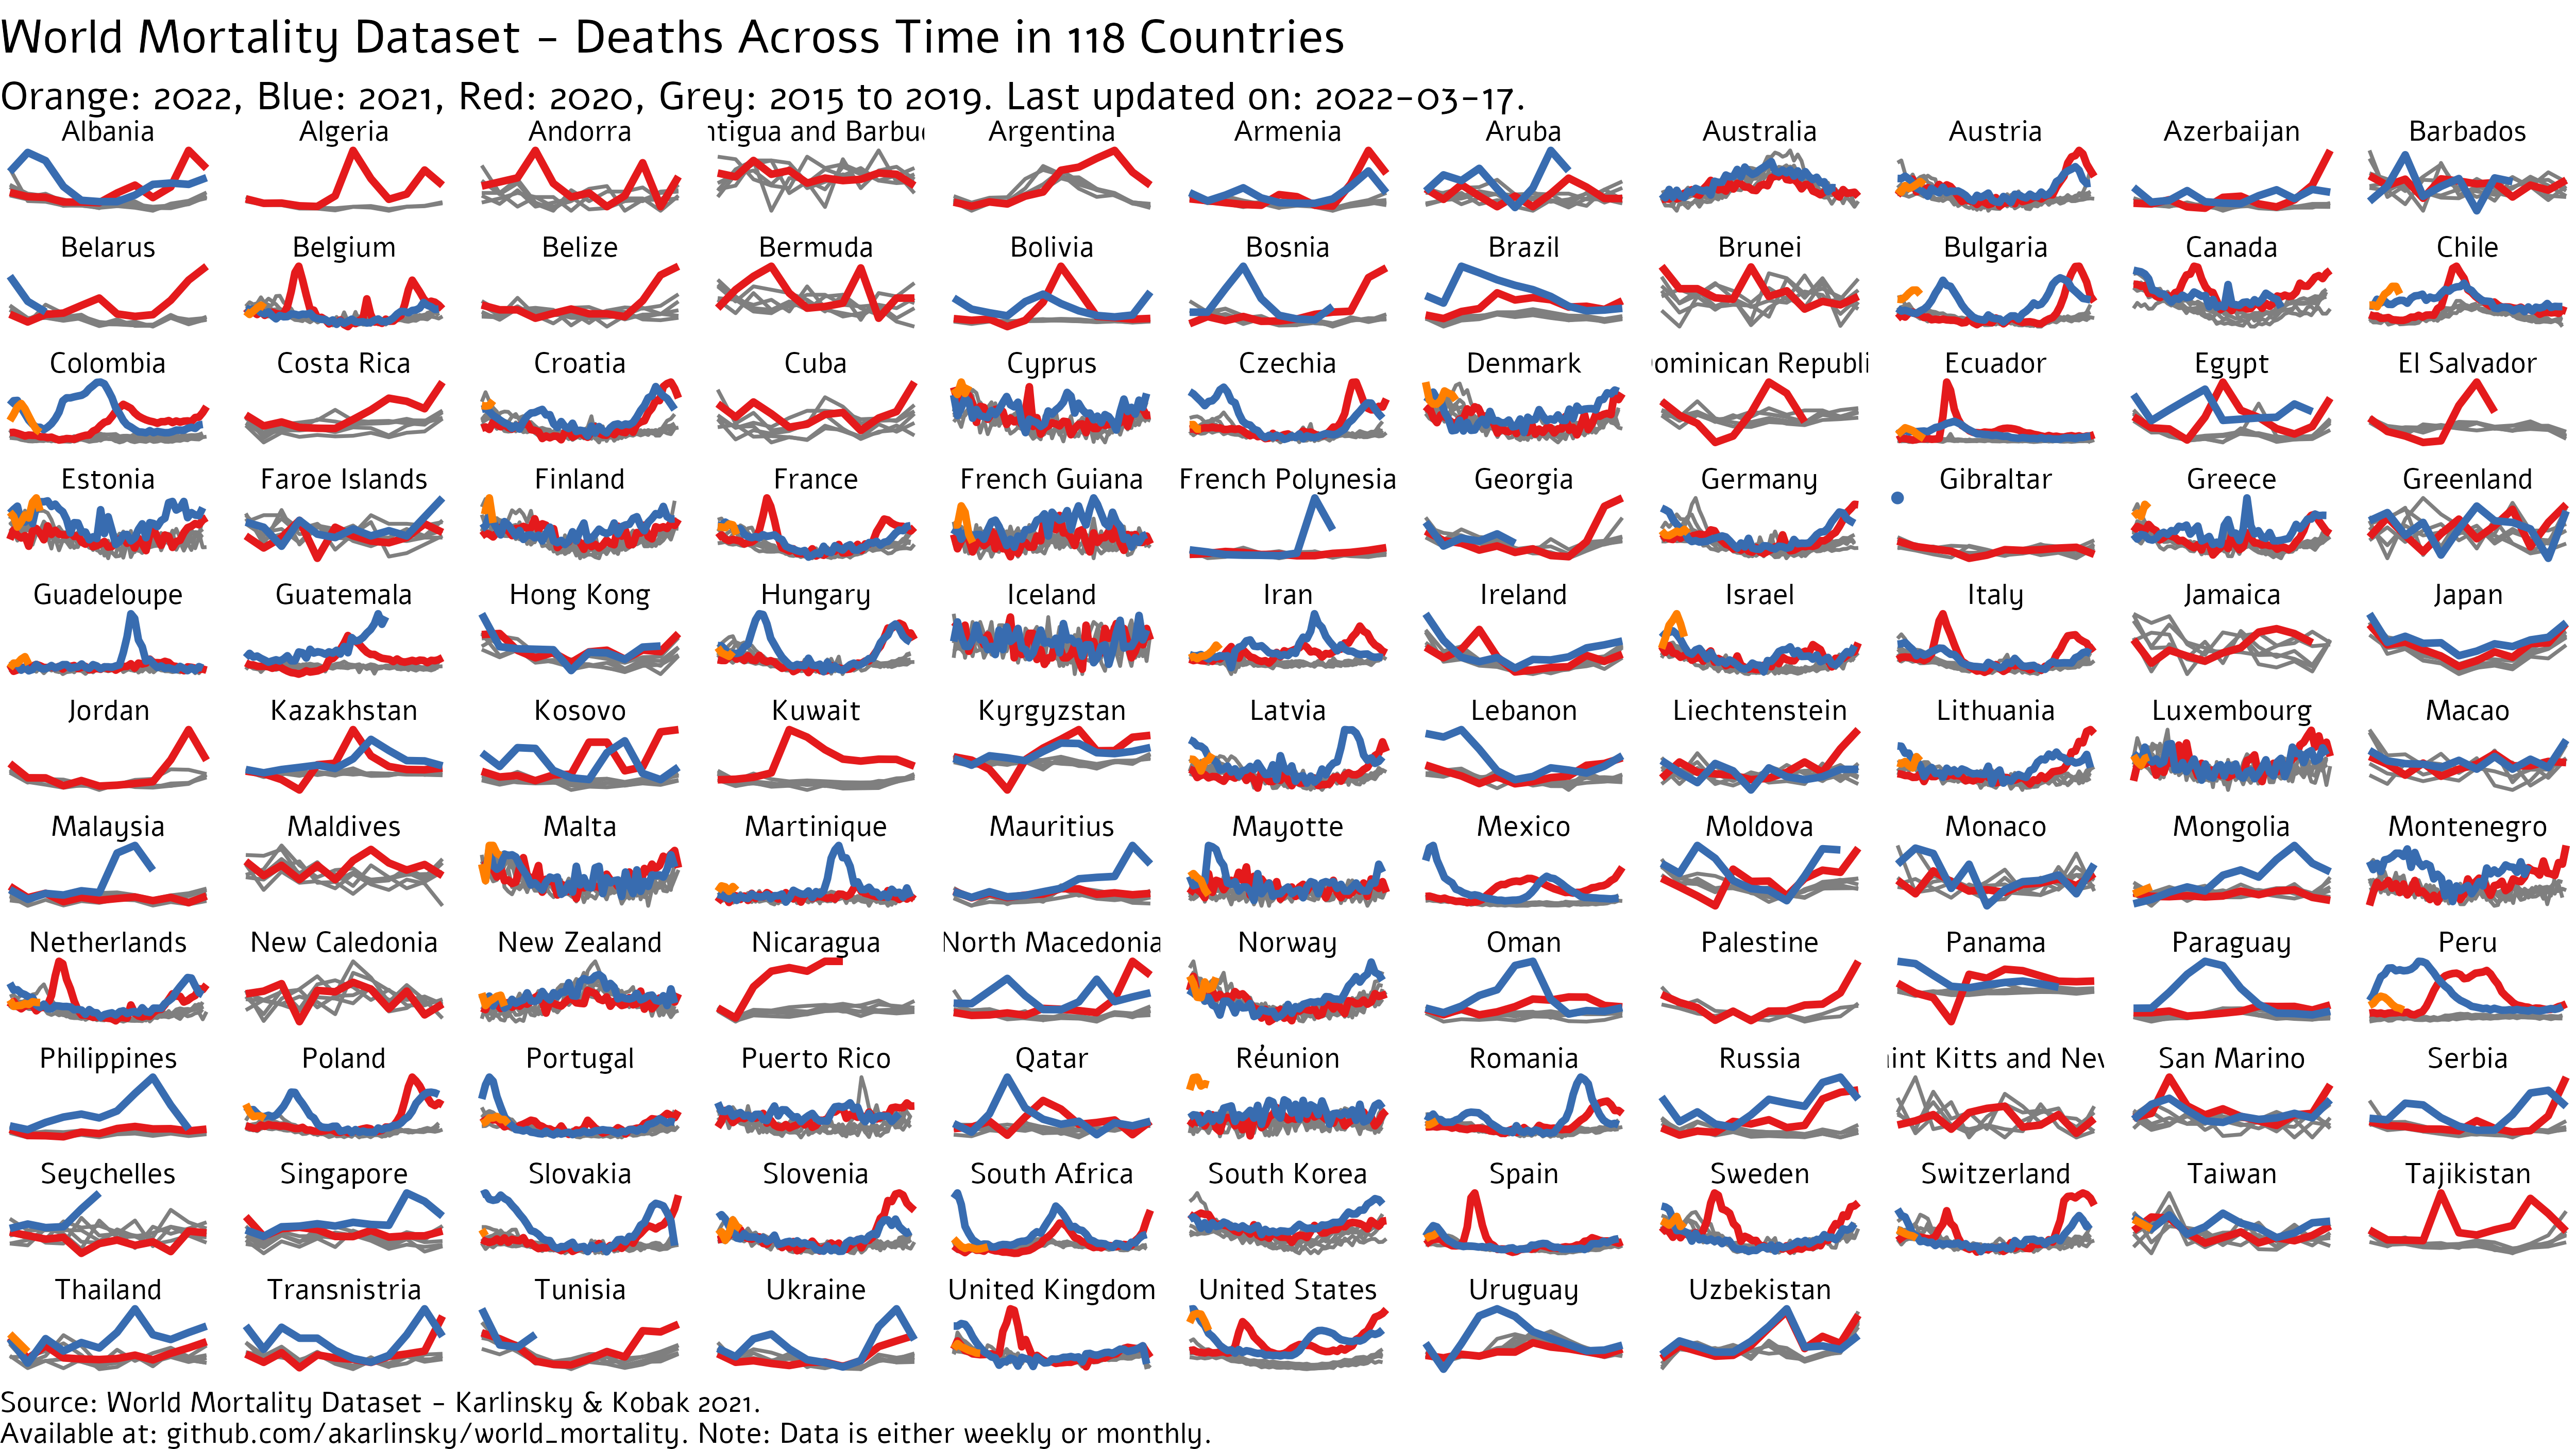 World Mortality Dataset - Deaths Across Time in 118 Countries
Orange: 2022, Blue: 2021, Red: 2020, Grey: 2015 to 2019. Last updated on: 2022-03-17.
Albania Algeria Andorra ntigua and Barbu Argentina Armenia Aruba Australia Austria Azerbaijan Barbados
Belarus Belgium Belize Bermuda Bolivia Bosnia Brazil Brunei Bulgaria Canada Chile
Colombia Costa Rica Croatia Cuba Cyprus Czechia Denmark ominican Republi Ecuador Egypt El Salvador
Estonia Faroe Islands Finland France French Guiana French Polynesia Georgia Germany Gibraltar Greece Greenland
Guadeloupe Guatemala Hong Kong Hungary Iceland Iran Ireland Israel Italy Jamaica Japan
Jordan Kazakhstan Kosovo Kuwait Kyrgyzstan Latvia Lebanon Liechtenstein Lithuania Luxembourg Macao
Malaysia Maldives Malta Martinique Mauritius Mayotte Mexico Moldova Monaco Mongolia Montenegro
Netherlands New Caledonia New Zealand Nicaragua North Macedonia Norway Oman Palestine Panama Paraguay Peru
Philippines Poland Portugal Puerto Rico Qatar Réunion Romania Russia int Kitts and Nev San Marino Serbia
Seychelles Singapore Slovakia Slovenia South Africa South Korea Spain Sweden Switzerland Taiwan Tajikistan
Thailand Transnistria Tunisia Ukraine United Kingdom United States Uruguay Uzbekistan
Source: World Mortality Dataset - Karlinsky & Kobak 2021.
Available at: github.com/akarlinsky/world_mortality. Note: Data is either weekly or monthly.